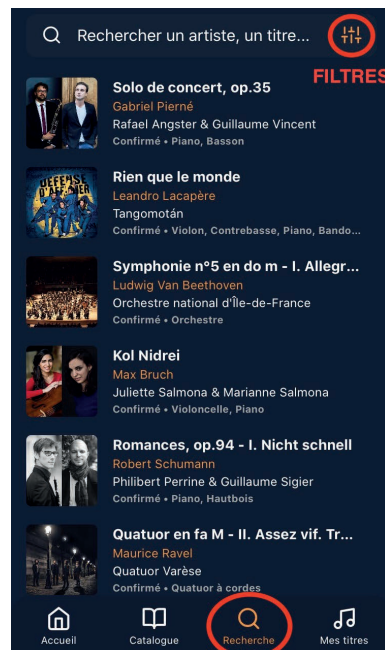 Rechercher un artiste, un titre...
FILTRES
Solo de concert, op.35
Gabriel Pierné
Rafael Angster & Guillaume Vincent
Confirmé • Piano, Basson
DÉFENSE D'AFFICHER
Rien que le monde
Leandro Lacapère
Tangomotán
Confirmé • Violon, Contrebasse, Piano, Bando...
Symphonie n°5 en do m - I. Allegr...
Ludwig Van Beethoven
Orchestre national d'Île-de-France
Confirmé • Orchestre
Kol Nidrei
Max Bruch
Juliette Salmona & Marianne Salmona
Confirmé • Violoncelle, Piano
Romances, op.94 - I. Nicht schnell
Robert Schumann
Philibert Perrine & Guillaume Sigier
Confirmé • Piano, Hautbois
Quatuor en fa M - II. Assez vif. Tr...
Maurice Ravel
Quatuor Varèse
Confirmé • Quatuor à cordes
Accueil
Catalogue
Recherche
Mes titres